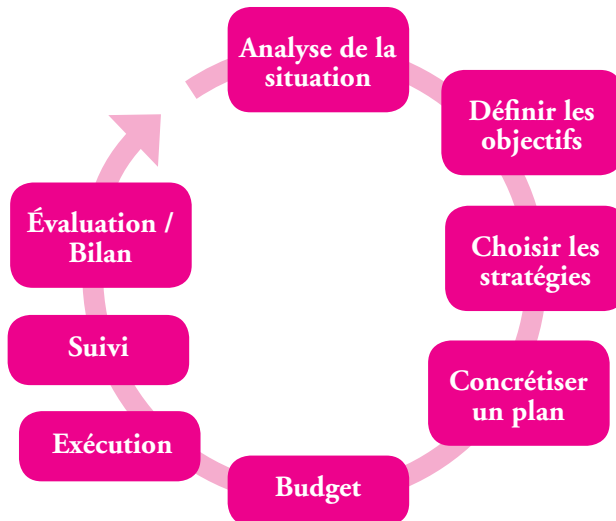 Analyse de la
situation
Définir les
objectifs
Choisir les
stratégies
Concrétiser
un plan
Budget
Exécution
Suivi
Évaluation /
Bilan